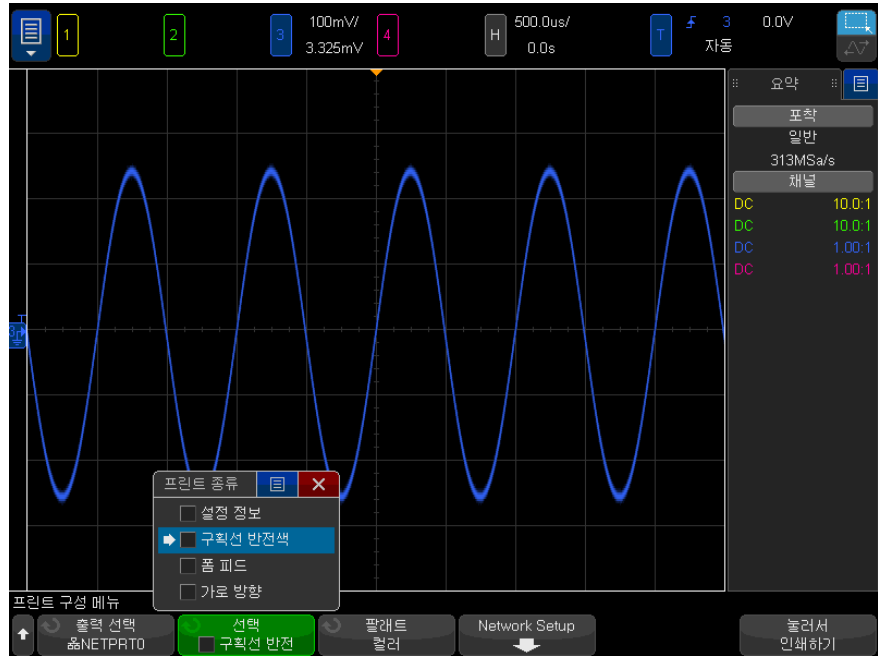 1
2
3
100mV/
3.325mV
4
H
500.0us/
0.0s
T
3
0.0V
자동
요약
포착
일반
313MSa/s
채널
DC 10.0:1
DC 10.0:1
DC 1.00:1
DC 1.00:1
T
3
프린트 종류
설정 정보
구획선 반전색
폼 피드
가로 방향
프린트 구성 메뉴
출력 선택
NETPRT0
선택
구획선 반전
팔래트
컬러
Network Setup
눌러서
인쇄하기